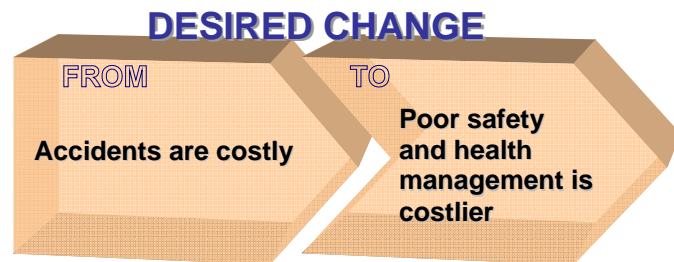 DESIRED CHANGE
FROM
Accidents are costly
TO
Poor safety
and health
management is
costlier